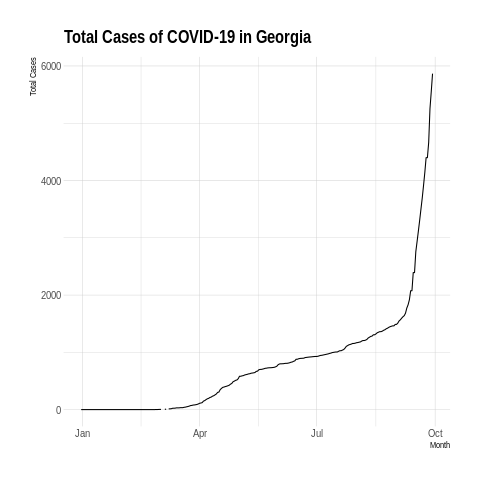 Total Cases of COVID-19 in Georgia
Total Cases
6000
4000
2000
0
Jan Apr Jul Oct
Month